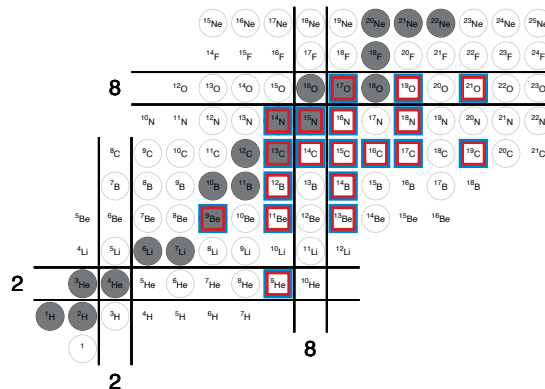 ¹⁵Ne ¹⁶Ne ¹⁷Ne ¹⁸Ne ¹⁹Ne ²⁰Ne ²¹Ne ²²Ne ²³Ne ²⁴Ne ²⁵Ne
¹⁴F ¹⁵F ¹⁶F ¹⁷F ¹⁸F ¹⁹F ²⁰F ²¹F ²²F ²³F ²⁴F
8 ¹²O ¹³O ¹⁴O ¹⁵O ¹⁶O ¹⁷O ¹⁸O ¹⁹O ²⁰O ²¹O ²²O ²³O
¹⁰N ¹¹N ¹²N ¹³N ¹⁴N ¹⁵N ¹⁶N ¹⁷N ¹⁸N ¹⁹N ²⁰N ²¹N ²²N
⁸C ⁹C ¹⁰C ¹¹C ¹²C ¹³C ¹⁴C ¹⁵C ¹⁶C ¹⁷C ¹⁸C ¹⁹C ²⁰C ²¹C
⁷B ⁸B ⁹B ¹⁰B ¹¹B ¹²B ¹³B ¹⁴B ¹⁵B ¹⁶B ¹⁷B ¹⁸B
⁵Be ⁶Be ⁷Be ⁸Be ⁹Be ¹⁰Be ¹¹Be ¹²Be ¹³Be ¹⁴Be ¹⁵Be ¹⁶Be
⁴Li ⁵Li ⁶Li ⁷Li ⁸Li ⁹Li ¹⁰Li ¹¹Li ¹²Li
2 ³He ⁴He ⁵He ⁶He ⁷He ⁸He ⁹He ¹⁰He
¹H ²H ³H ⁴H ⁵H ⁶H ⁷H
1
8
2